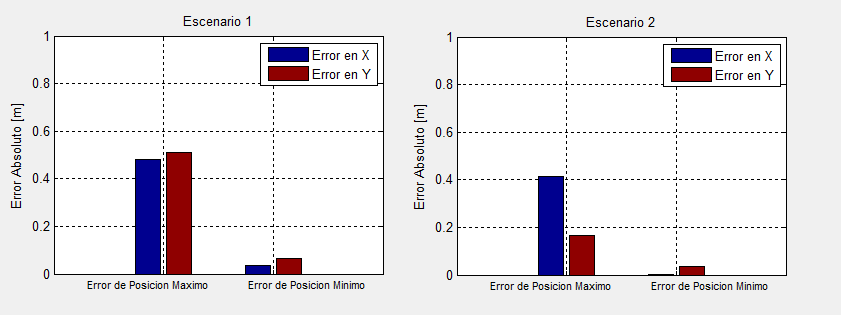 Escenario 1
Error Absoluto [m]
1
0.8
0.6
0.4
0.2
0
Error en X
Error en Y
Error de Posicion Maximo
Error de Posicion Minimo
Escenario 2
Error Absoluto [m]
1
0.8
0.6
0.4
0.2
0
Error en X
Error en Y
Error de Posicion Maximo
Error de Posicion Minimo